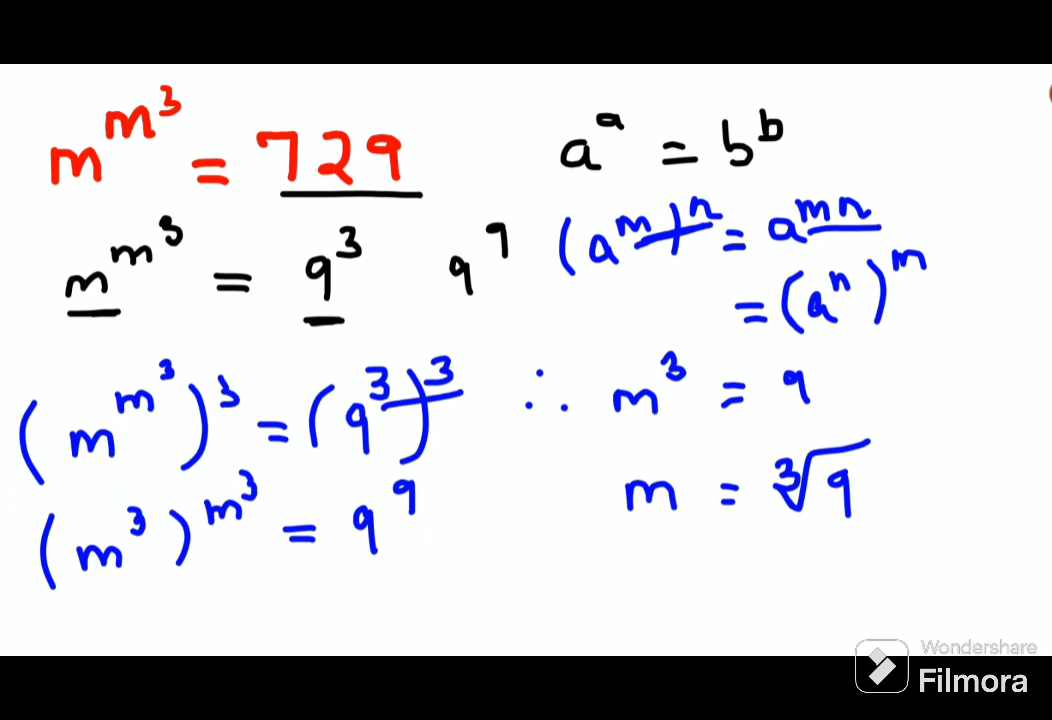 m^m^3 = 729
a^a = b^b
m^m^3 = 9^3
9^9
(a^m)^n = a^mn
= (a^n)^m
(m^m^3)^3 = (9^3)^3
∴ m^3 = 9
(m^3)^m^3 = 9^9
m = ∛9
Wondershare
Filmora